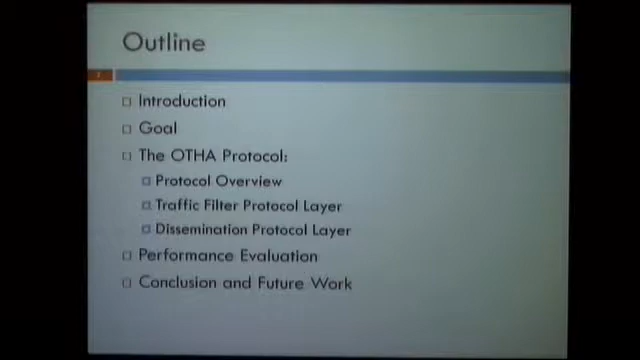 Outline
Introduction
Goal
The OTHA Protocol:
Protocol Overview
Traffic Filter Protocol Layer
Dissemination Protocol Layer
Performance Evaluation
Conclusion and Future Work